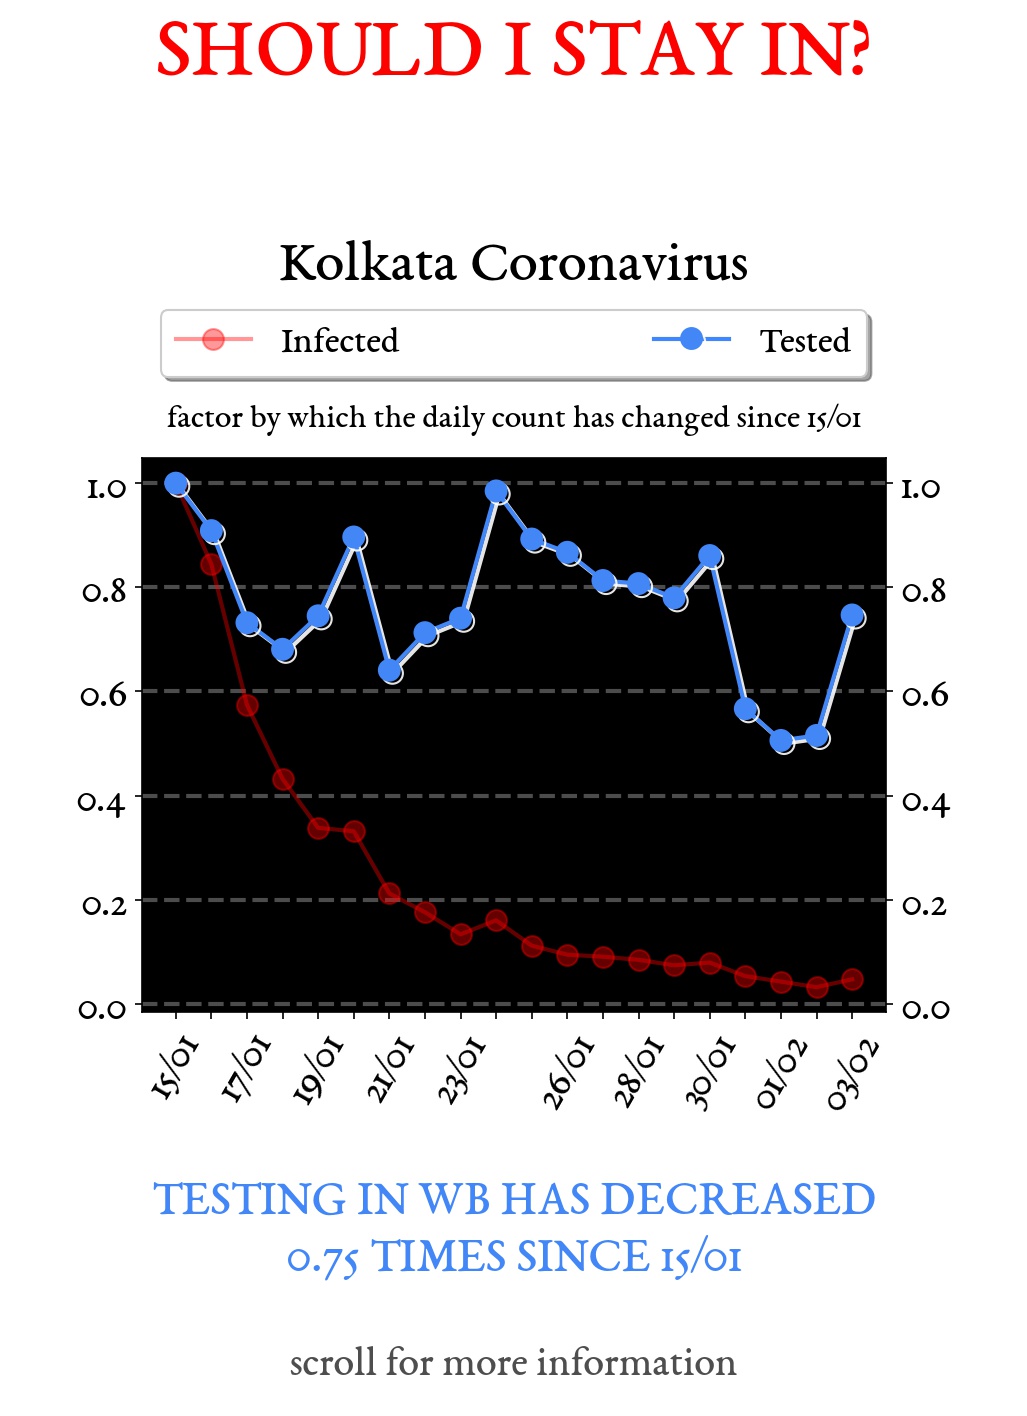 SHOULD I STAY IN?
Kolkata Coronavirus
Infected Tested
factor by which the daily count has changed since 15/01
1.0 1.0
0.8 0.8
0.6 0.6
0.4 0.4
0.2 0.2
0.0 0.0
15/01 17/01 19/01 21/01 23/01 26/01 28/01 30/01 01/02 03/02
TESTING IN WB HAS DECREASED
0.75 TIMES SINCE 15/01
scroll for more information